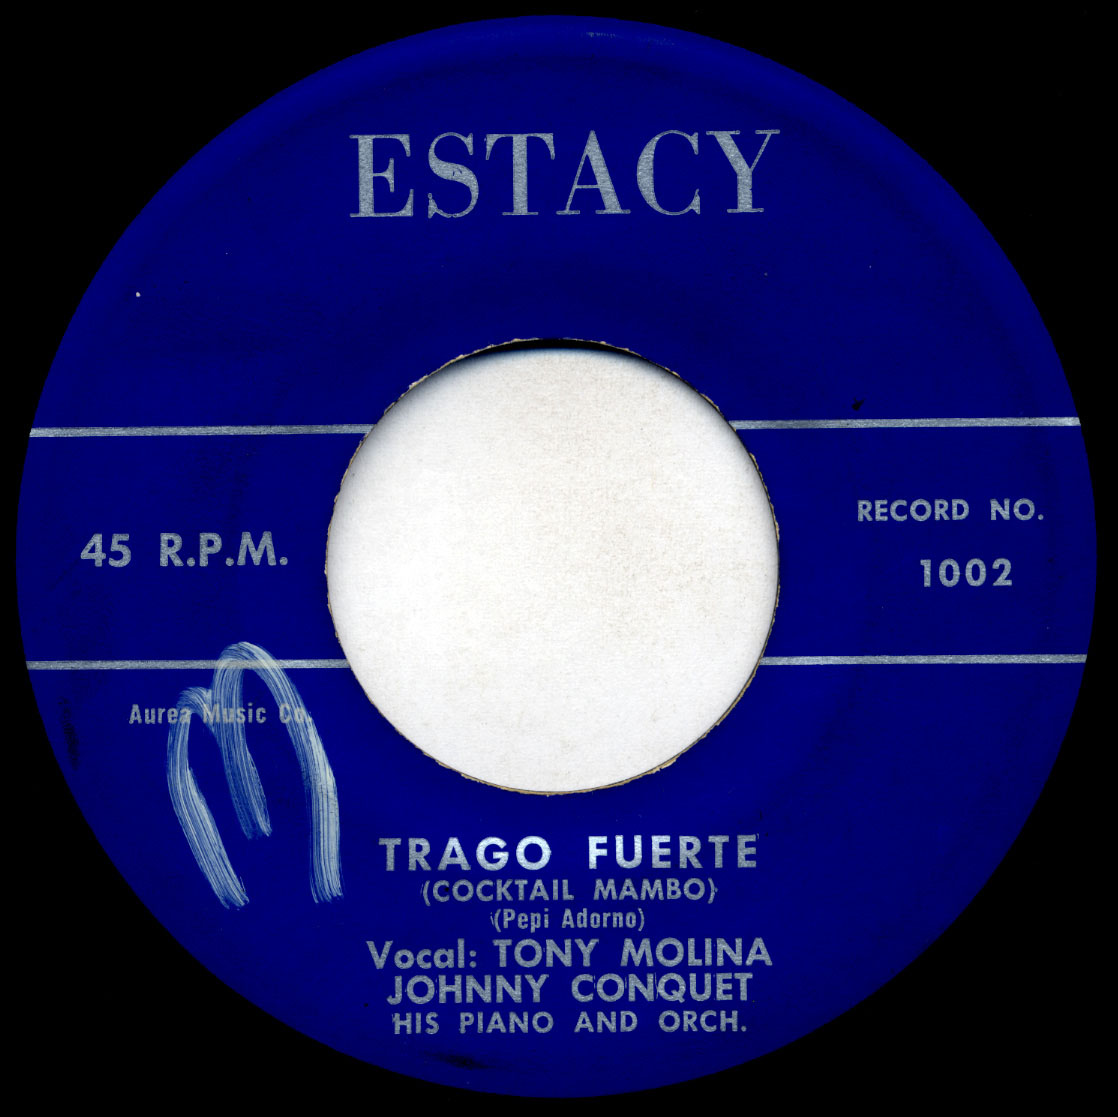 ESTACY
45 R.P.M.
RECORD NO.
1002
Aurea Music Co.
M
TRAGO FUERTE
(COCKTAIL MAMBO)
(Pepi Adorno)
Vocal: TONY MOLINA
JOHNNY CONQUET
HIS PIANO AND ORCH.